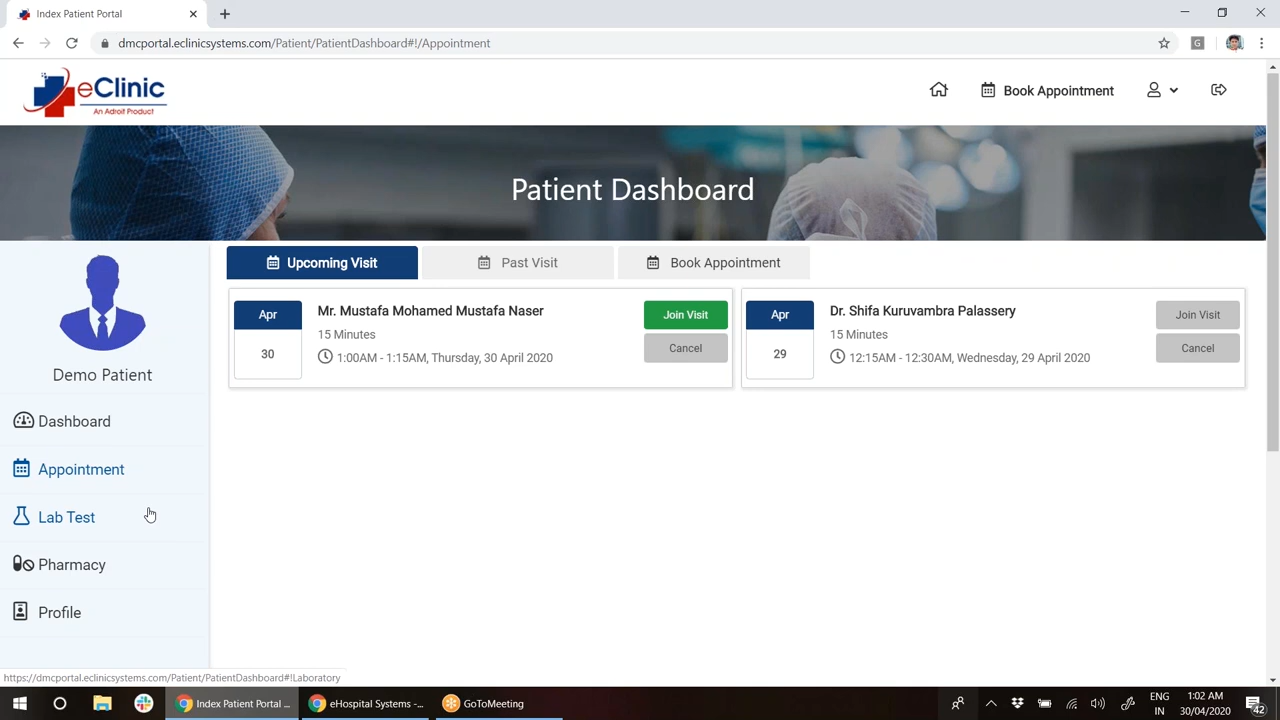 Index Patient Portal
dmcportal.eclinicsystems.com/Patient/PatientDashboard#!/Appointment
eClinic
An Adroit Product
Book Appointment
Patient Dashboard
Upcoming Visit
Past Visit
Book Appointment
Demo Patient
Dashboard
Appointment
Lab Test
Pharmacy
Profile
Apr
30
Mr. Mustafa Mohamed Mustafa Naser
15 Minutes
1:00AM - 1:15AM, Thursday, 30 April 2020
Join Visit
Cancel
Apr
29
Dr. Shifa Kuruvambra Palassery
15 Minutes
12:15AM - 12:30AM, Wednesday, 29 April 2020
Join Visit
Cancel
https://dmcportal.eclinicsystems.com/Patient/PatientDashboard#!Laboratory
Index Patient Portal ...
eHospital Systems -...
GoToMeeting
ENG
IN
1:02 AM
30/04/2020
42